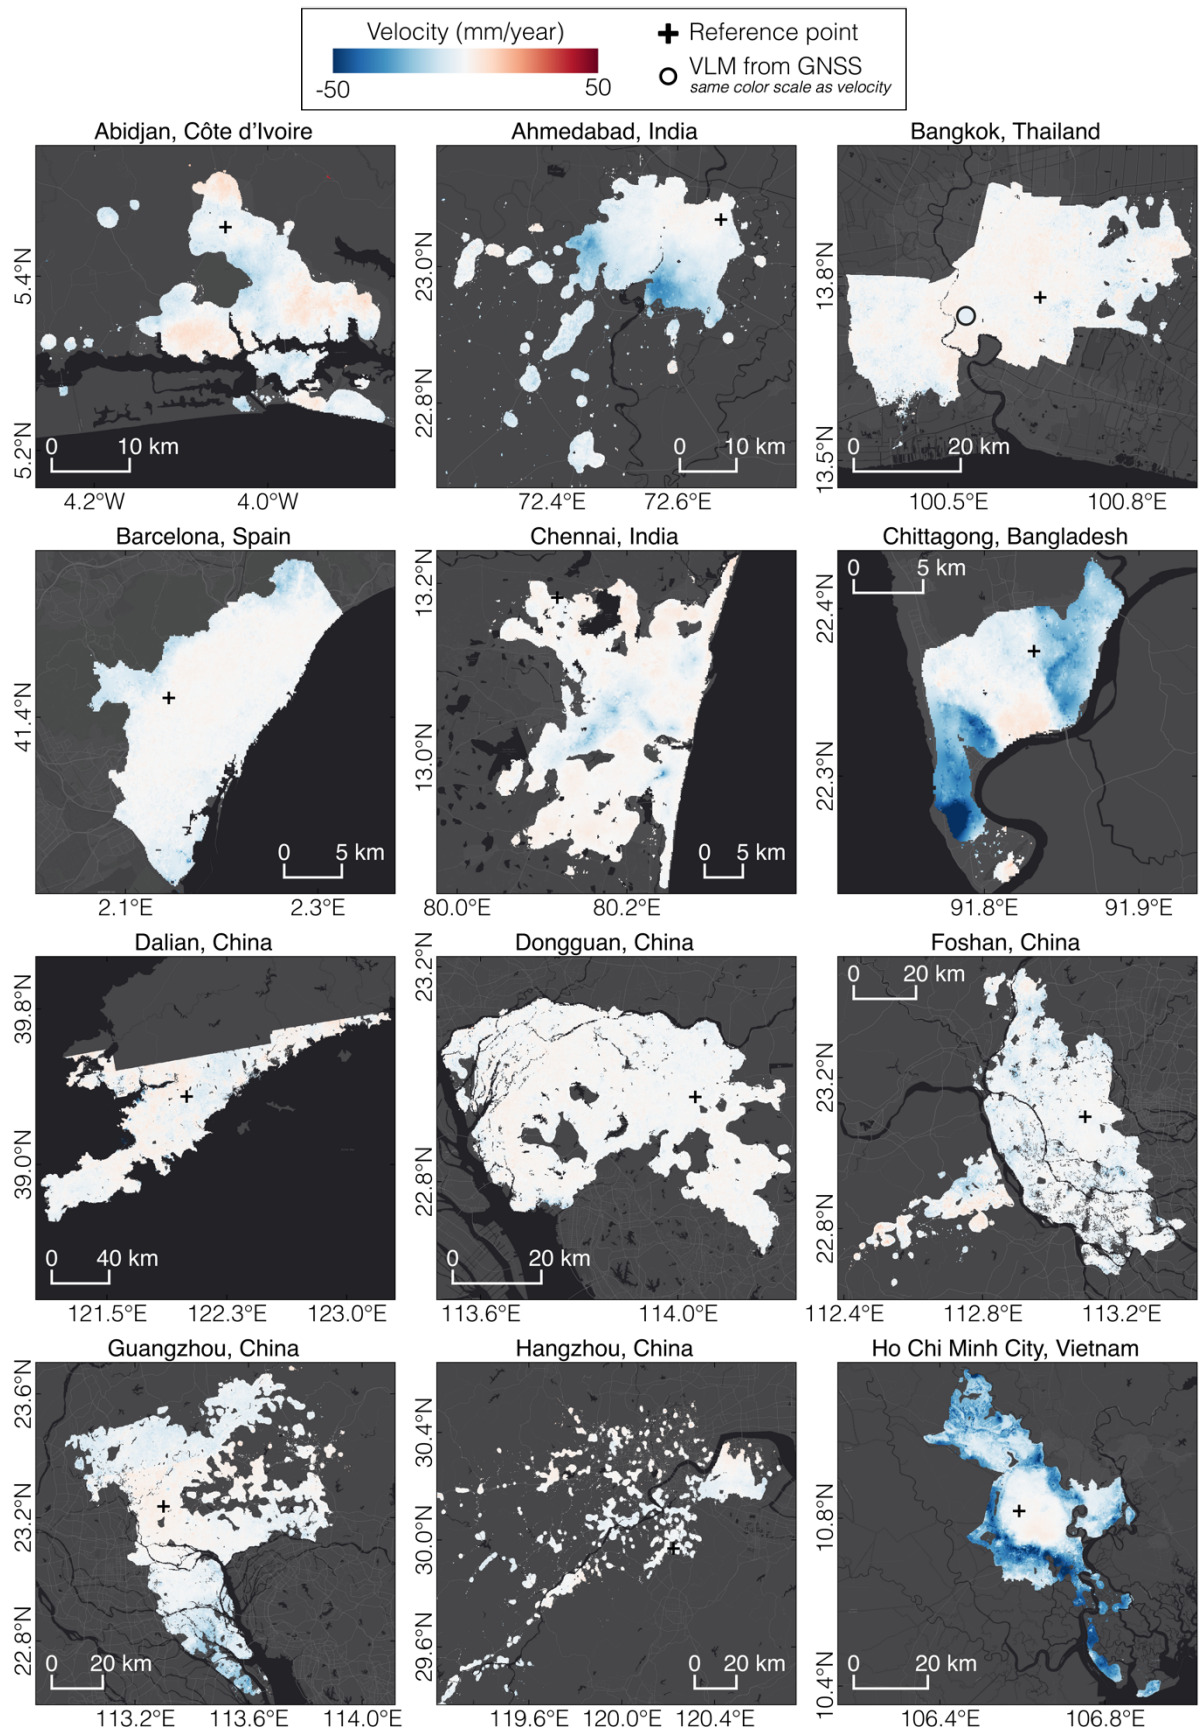 Velocity (mm/year)
-50
50
Reference point
VLM from GNSS
same color scale as velocity
Abidjan, Côte d'Ivoire
5.4°N
5.2°N
0 10 km
4.2°W
4.0°W
Ahmedabad, India
23.0°N
22.8°N
0 10 km
72.4°E
72.6°E
Bangkok, Thailand
13.8°N
13.5°N
0 20 km
100.5°E
100.8°E
Barcelona, Spain
41.4°N
0 5 km
2.1°E
2.3°E
Chennai, India
13.2°N
13.0°N
0 5 km
80.0°E
80.2°E
Chittagong, Bangladesh
0 5 km
22.4°N
22.3°N
91.8°E
91.9°E
Dalian, China
39.8°N
39.0°N
0 40 km
121.5°E
122.3°E
123.0°E
Dongguan, China
23.2°N
22.8°N
0 20 km
113.6°E
114.0°E
Foshan, China
0 20 km
23.2°N
22.8°N
112.4°E
112.8°E
113.2°E
Guangzhou, China
23.6°N
23.2°N
22.8°N
0 20 km
113.2°E
113.6°E
114.0°E
Hangzhou, China
30.4°N
30.0°N
29.6°N
0 20 km
119.6°E
120.0°E
120.4°E
Ho Chi Minh City, Vietnam
10.8°N
10.4°N
0 20 km
106.4°E
106.8°E